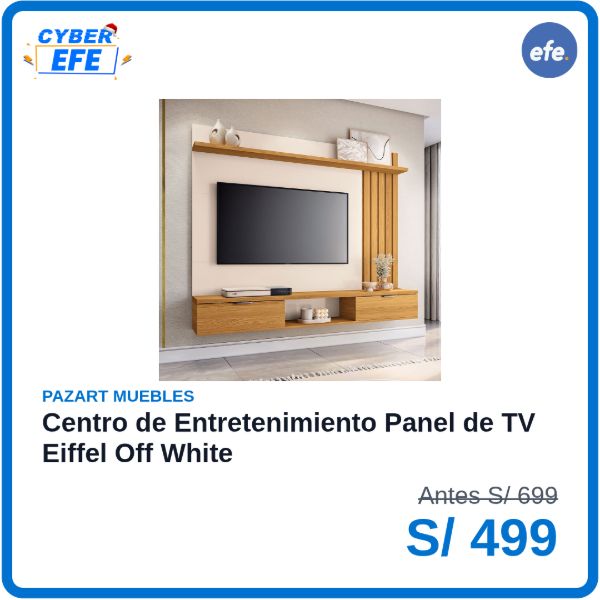 CYBER
EFE
efe.
PAZART MUEBLES
Centro de Entretenimiento Panel de TV
Eiffel Off White
Antes S/ 699
S/ 499